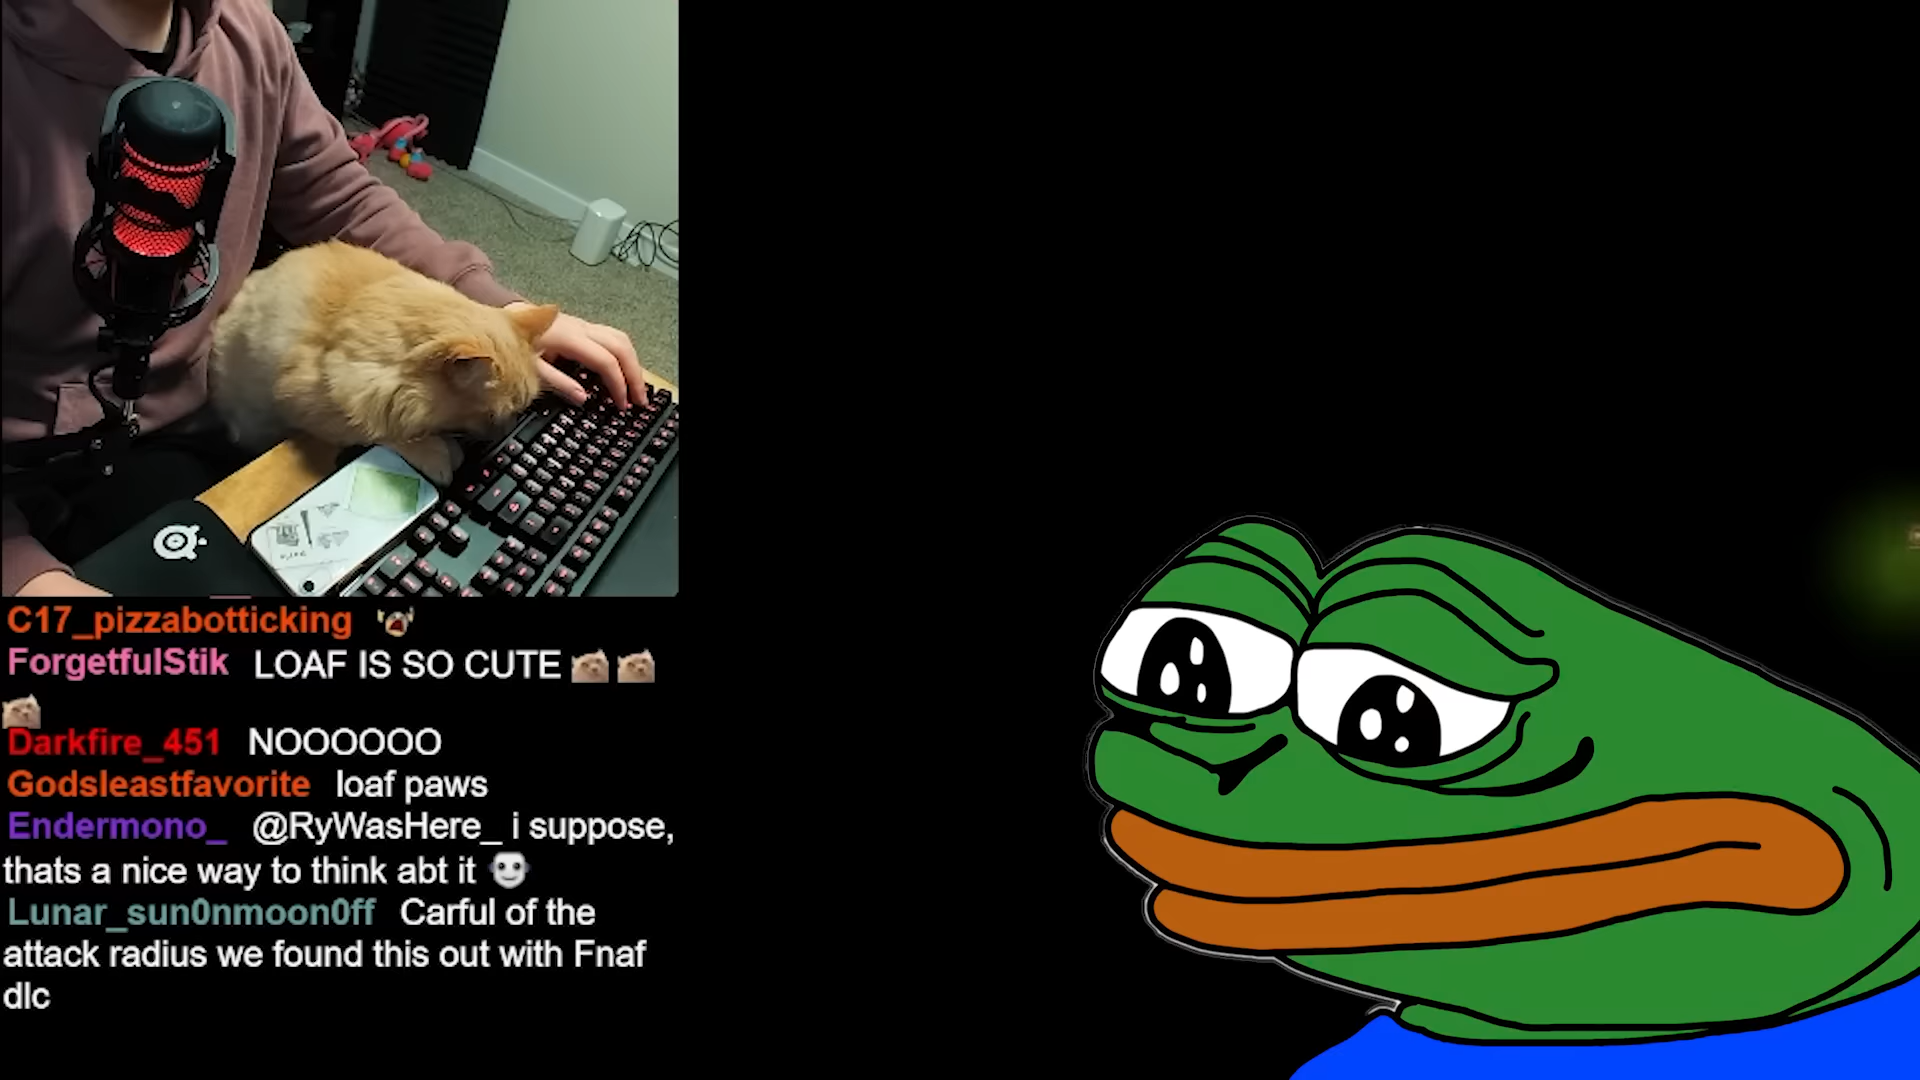 C17_pizzabotticking
ForgetfulStik LOAF IS SO CUTE
Darkfire_451 NOOOOOO
Godsleastfavorite loaf paws
Endermono_ @RyWasHere_ i suppose,
thats a nice way to think abt it
Lunar_sun0nmoon0ff Carful of the
attack radius we found this out with Fnaf
dlc